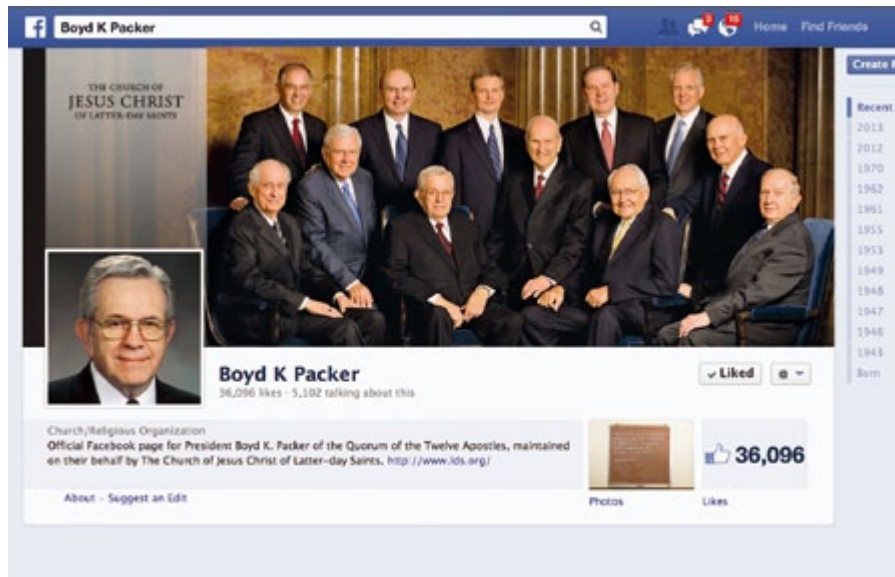 Boyd K Packer
3
15
Home
Find Friends
THE CHURCH OF
JESUS CHRIST
OF LATTER-DAY SAINTS
Create
Recent
2013
2012
1970
1962
1961
1955
1953
1949
1948
1947
1946
1943
Born
Boyd K Packer
36,096 likes · 5,102 talking about this
Liked
Church/Religious Organization
Official Facebook page for President Boyd K. Packer of the Quorum of the Twelve Apostles, maintained
on their behalf by The Church of Jesus Christ of Latter-day Saints. http://www.lds.org/
About - Suggest an Edit
Photos
36,096
Likes